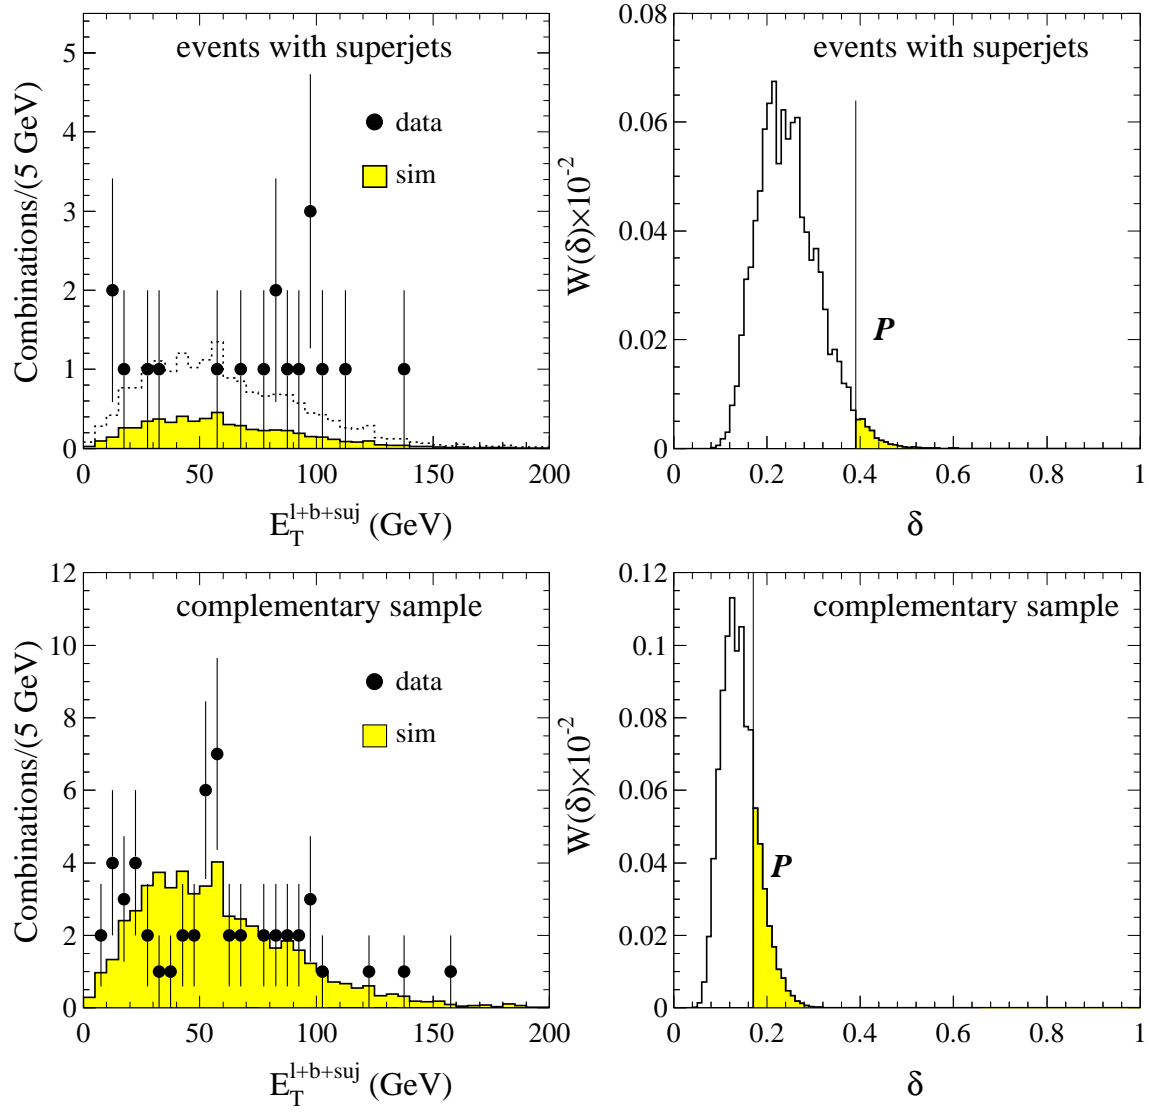 events with superjets
data
sim
Combinations/(5 GeV)
0
1
2
3
4
5
0 50 100 150 200
E_T^{l+b+suj} (GeV)
events with superjets
P
W(δ)×10^{-2}
0
0.02
0.04
0.06
0.08
0 0.2 0.4 0.6 0.8 1
δ
complementary sample
data
sim
Combinations/(5 GeV)
0
2
4
6
8
10
12
0 50 100 150 200
E_T^{l+b+suj} (GeV)
complementary sample
P
W(δ)×10^{-2}
0
0.02
0.04
0.06
0.08
0.1
0.12
0 0.2 0.4 0.6 0.8 1
δ